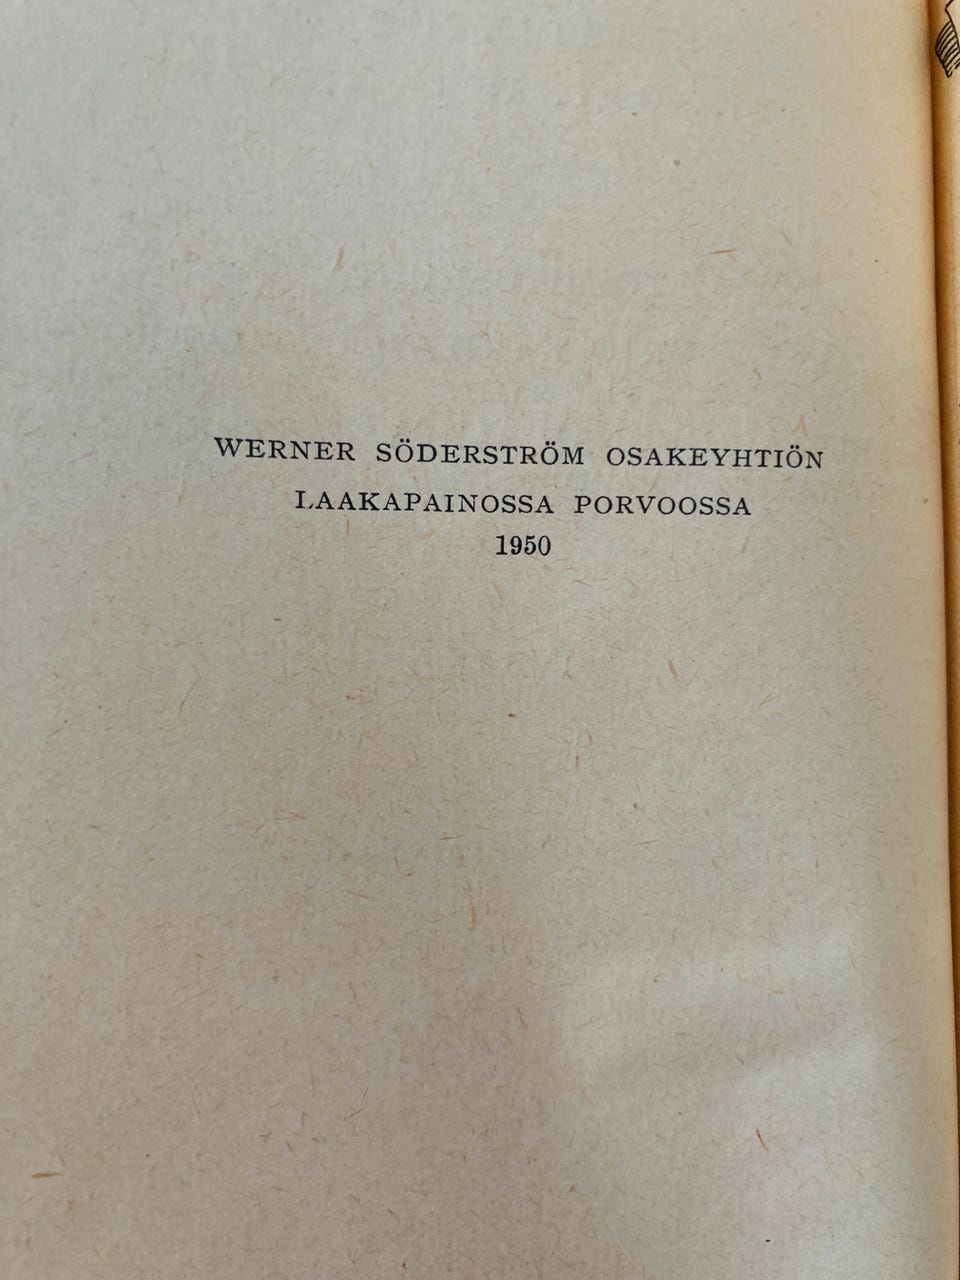 WERNER SÖDERSTRÖM OSAKEYHTIÖN
LAAKAPAINOSSA PORVOOSSA
1950